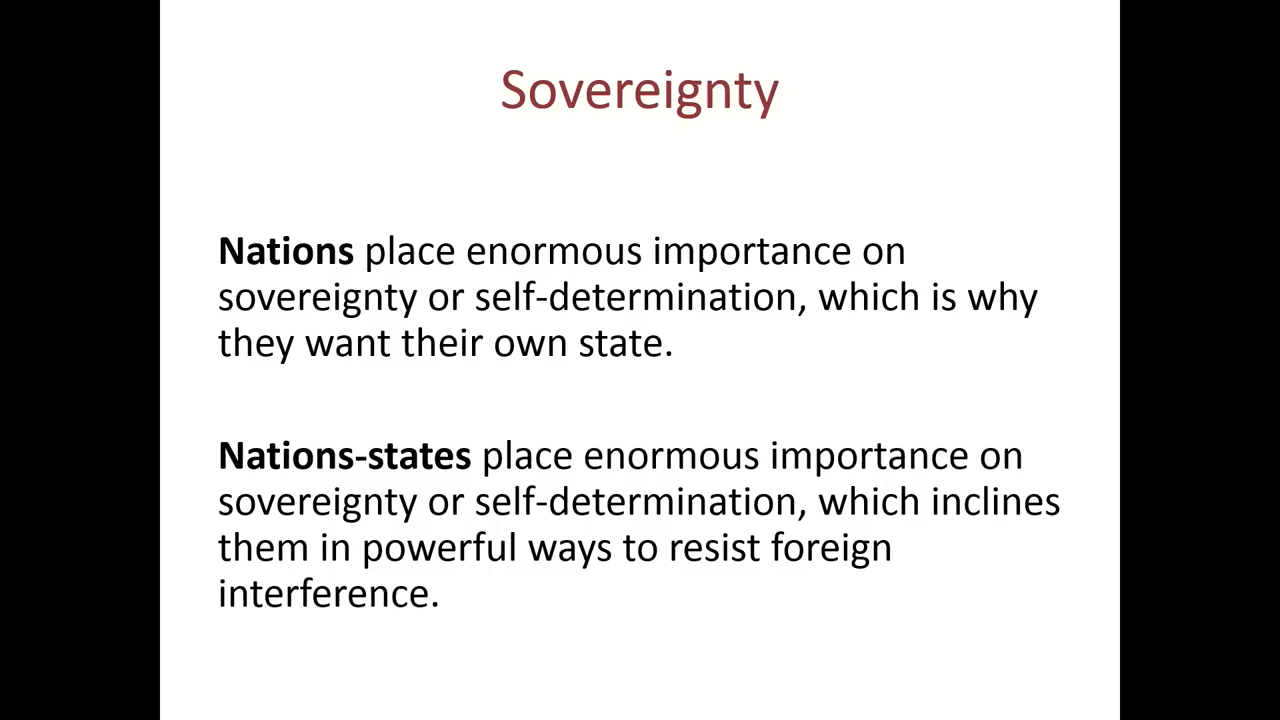 Sovereignty
Nations place enormous importance on
sovereignty or self-determination, which is why
they want their own state.
Nations-states place enormous importance on
sovereignty or self-determination, which inclines
them in powerful ways to resist foreign
interference.